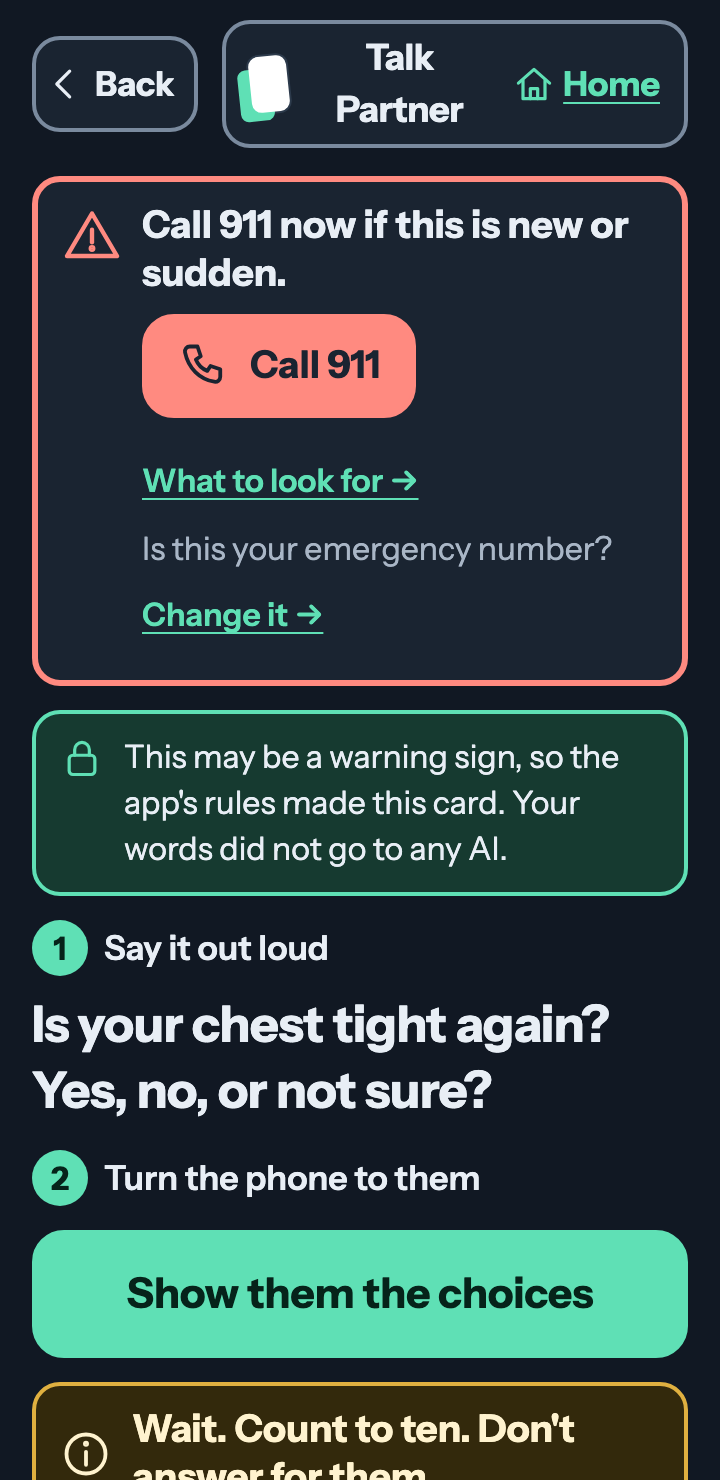 Back
Talk
Partner
Home
Call 911 now if this is new or
sudden.
Call 911
What to look for →
Is this your emergency number?
Change it →
This may be a warning sign, so the
app's rules made this card. Your
words did not go to any AI.
1 Say it out loud
Is your chest tight again?
Yes, no, or not sure?
2 Turn the phone to them
Show them the choices
Wait. Count to ten. Don't
answer for them.